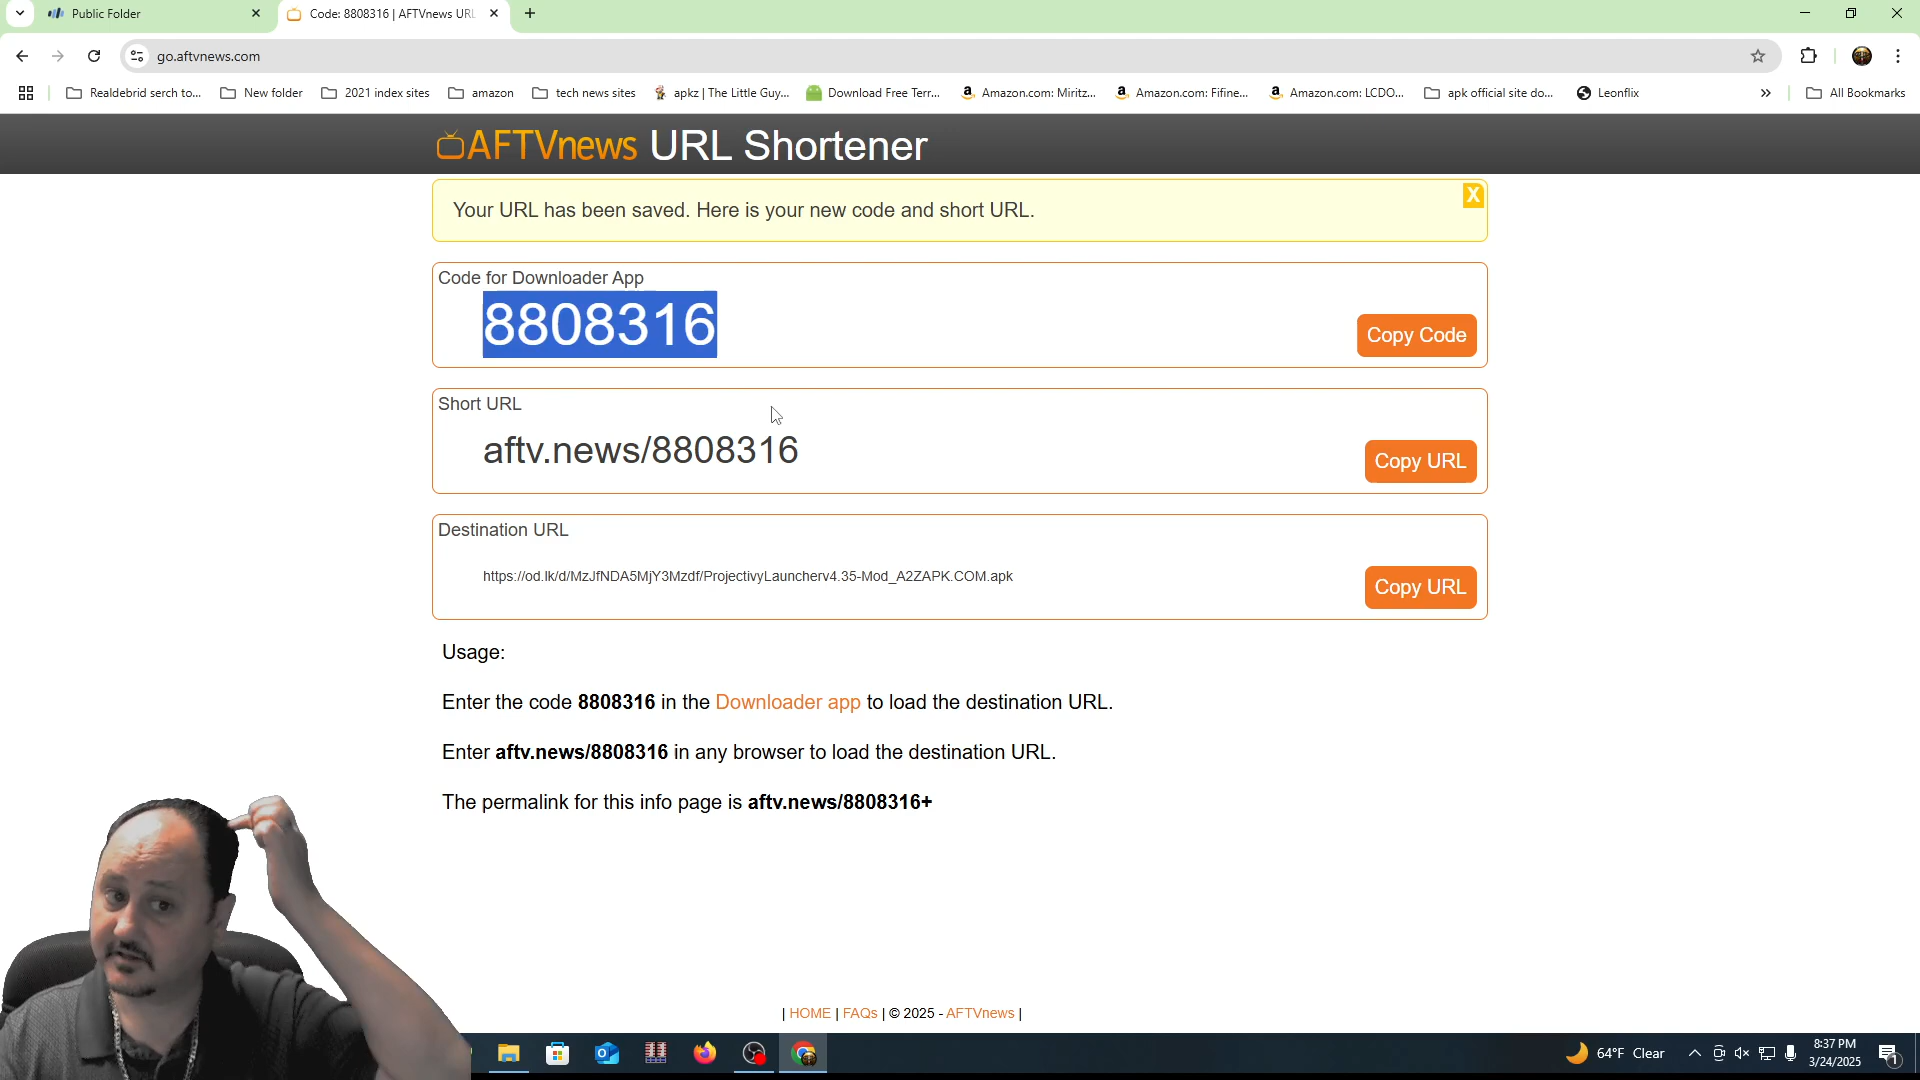 Public Folder
Code: 8808316 | AFTVnews URL
go.aftvnews.com
Realdebrid serch to...
New folder
2021 index sites
amazon
tech news sites
apkz | The Little Guy...
Download Free Terr...
Amazon.com: Miritz...
Amazon.com: Fifine...
Amazon.com: LCDO...
apk official site do...
Leonflix
All Bookmarks
AFTVnews URL Shortener
Your URL has been saved. Here is your new code and short URL.
X
Code for Downloader App
8808316
Copy Code
Short URL
aftv.news/8808316
Copy URL
Destination URL
https://od.lk/d/MzJfNDA5MjY3Mzdf/ProjectivyLauncherv4.35-Mod_A2ZAPK.COM.apk
Copy URL
Usage:
Enter the code 8808316 in the Downloader app to load the destination URL.
Enter aftv.news/8808316 in any browser to load the destination URL.
The permalink for this info page is aftv.news/8808316+
| HOME | FAQs | © 2025 - AFTVnews |
64°F Clear
8:37 PM
3/24/2025
1